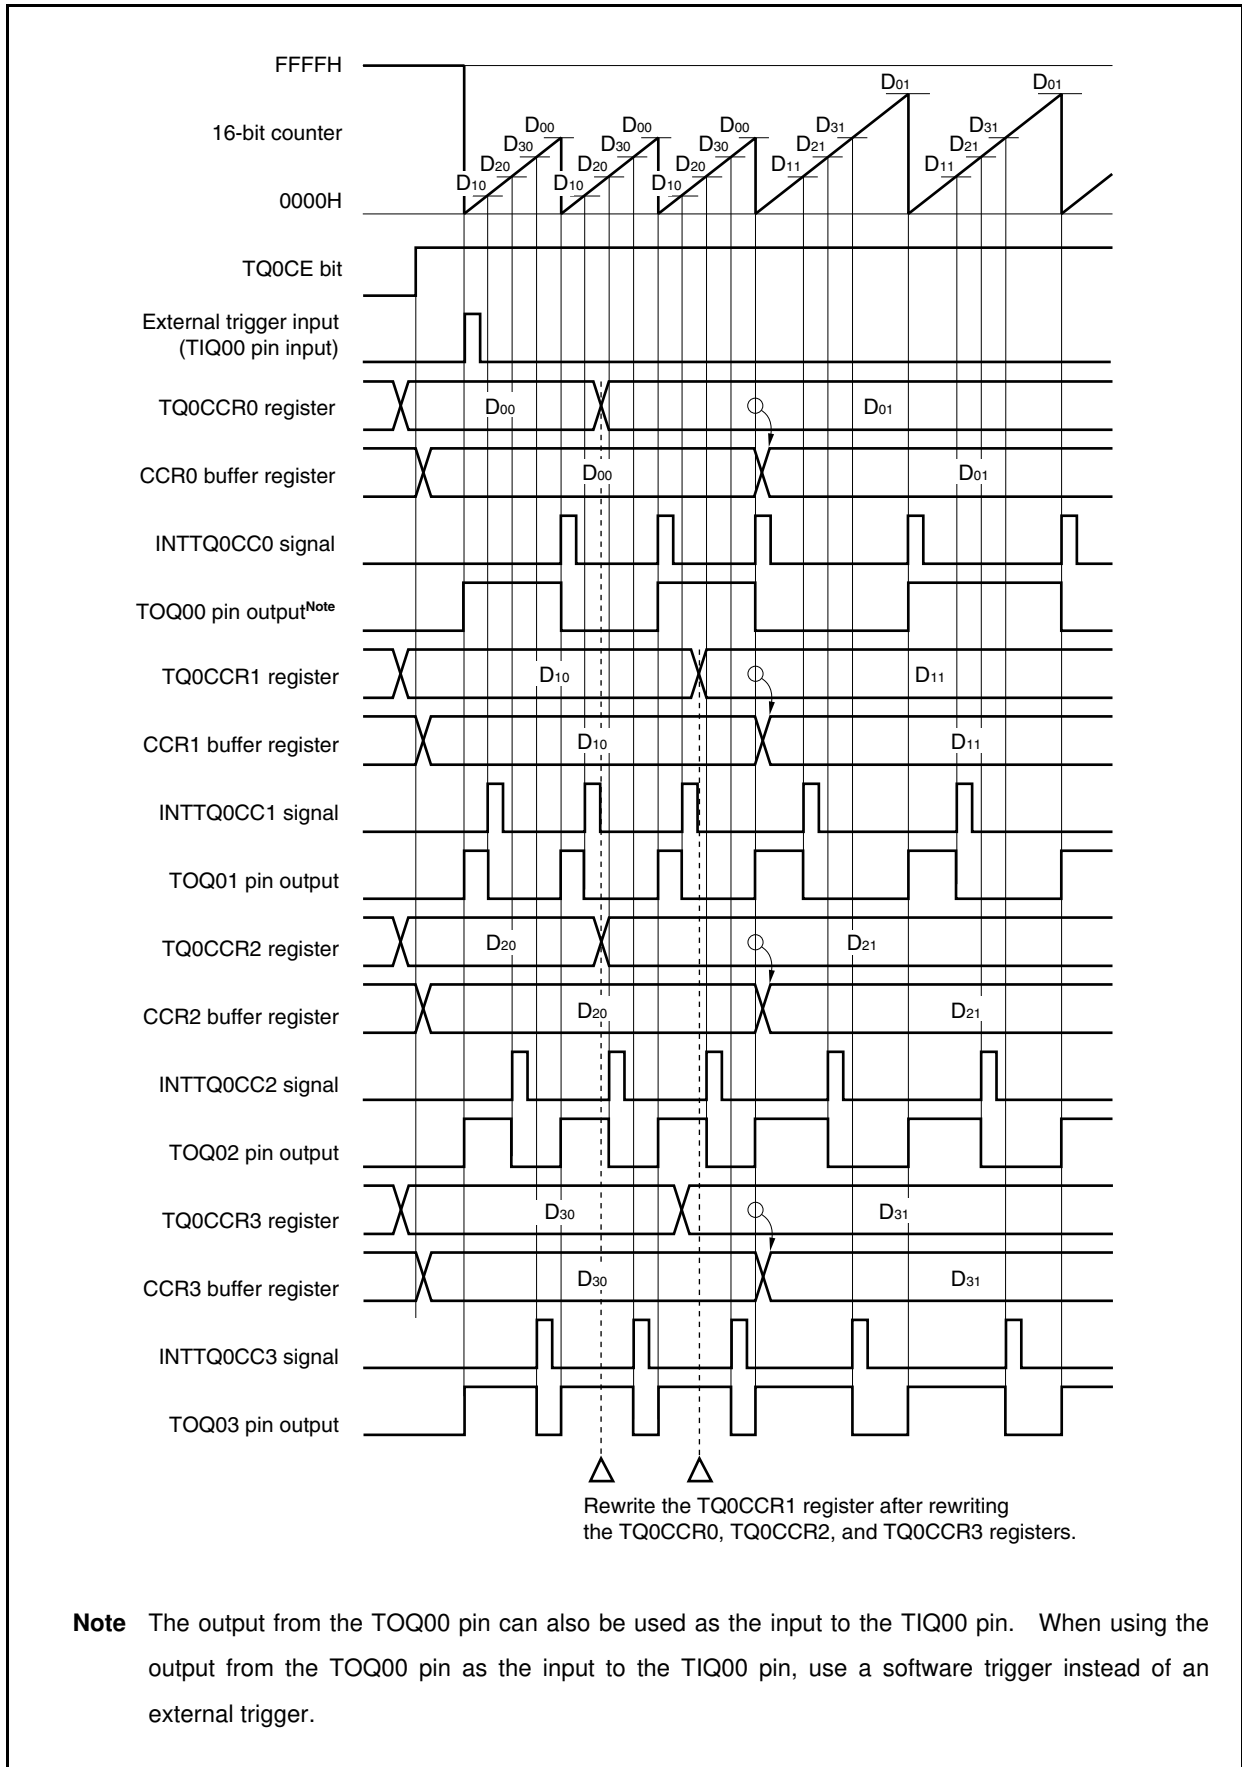 FFFFH
D01 D01
16-bit counter
D00 D00 D00 D31 D31
D30 D30 D30 D21 D21
D20 D20 D20 D11 D11
D10 D10 D10
0000H
TQ0CE bit
External trigger input
(TIQ00 pin input)
TQ0CCR0 register D00 D01
CCR0 buffer register D00 D01
INTTQ0CC0 signal
TOQ00 pin outputNote
TQ0CCR1 register D10 D11
CCR1 buffer register D10 D11
INTTQ0CC1 signal
TOQ01 pin output
TQ0CCR2 register D20 D21
CCR2 buffer register D20 D21
INTTQ0CC2 signal
TOQ02 pin output
TQ0CCR3 register D30 D31
CCR3 buffer register D30 D31
INTTQ0CC3 signal
TOQ03 pin output
Rewrite the TQ0CCR1 register after rewriting
the TQ0CCR0, TQ0CCR2, and TQ0CCR3 registers.
Note The output from the TOQ00 pin can also be used as the input to the TIQ00 pin. When using the
output from the TOQ00 pin as the input to the TIQ00 pin, use a software trigger instead of an
external trigger.